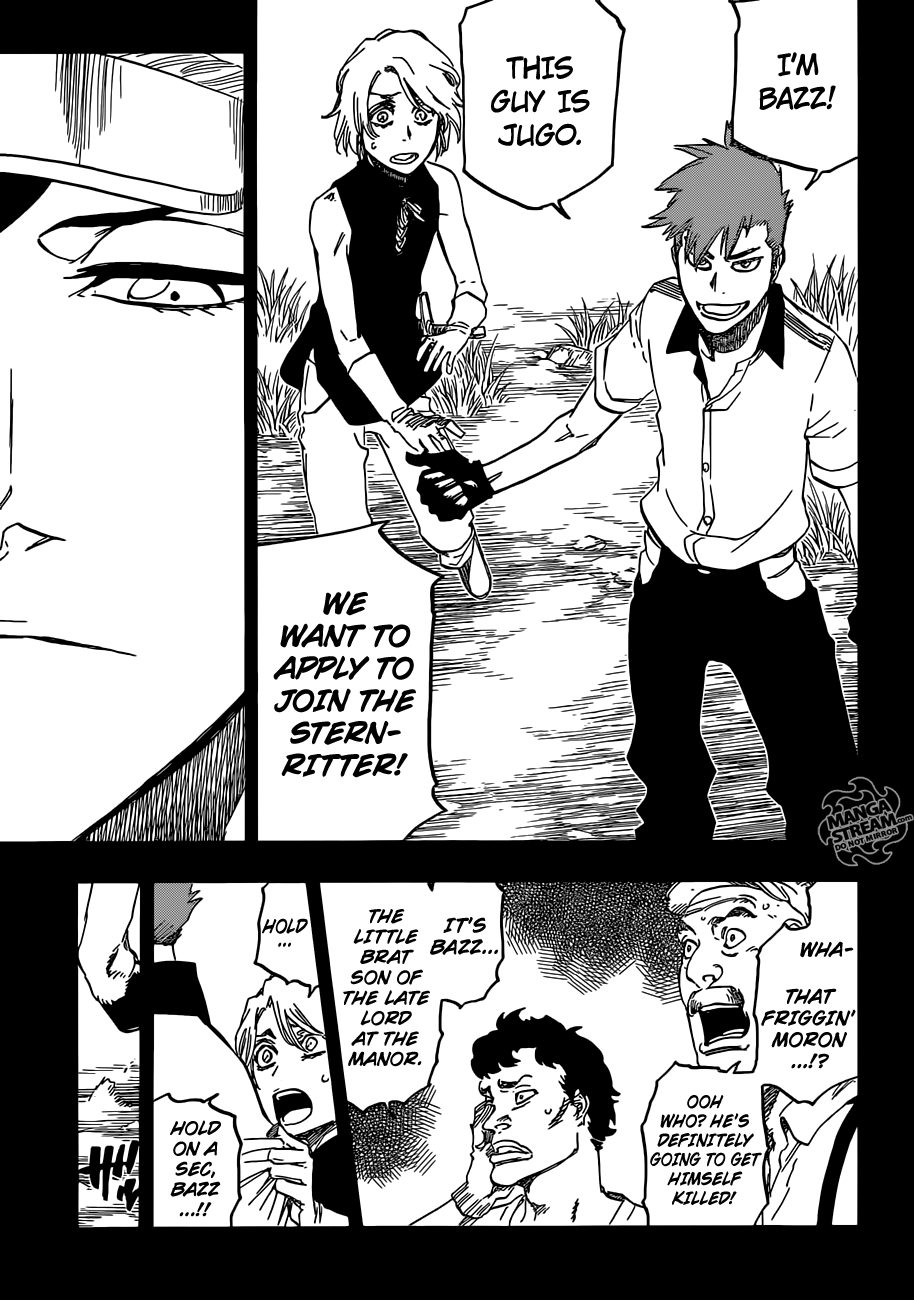 I'M
BAZZ!
THIS
GUY IS
JUGO.
WE
WANT TO
APPLY TO
JOIN THE
STERN-
RITTER!
MANGA
STREAM.com
DO NOT MIRROR
WHA-
THAT
FRIGGIN'
MORON
...!?
OOH
WHO? HE'S
DEFINITELY
GOING TO GET
HIMSELF
KILLED!
IT'S
BAZZ...
THE
LITTLE
BRAT
SON OF
THE LATE
LORD
AT THE
MANOR.
HOLD
...
HOLD
ON A
SEC,
BAZZ
...!!